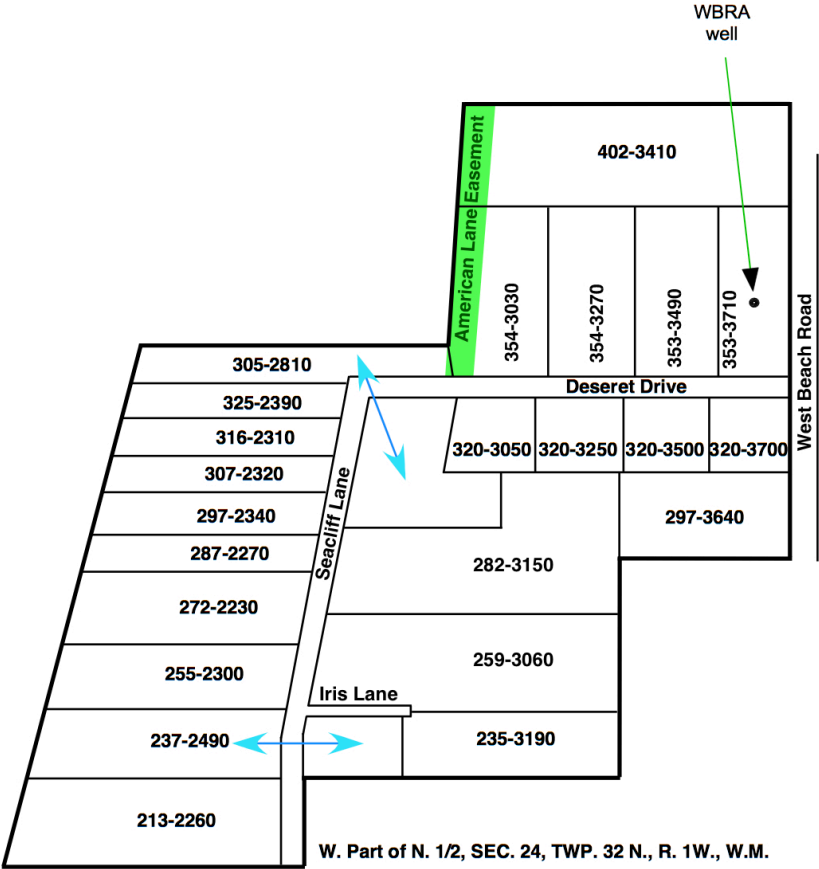 WBRA
well
402-3410
American Lane Easement
354-3030
354-3270
353-3490
353-3710
West Beach Road
305-2810
Deseret Drive
325-2390
316-2310
320-3050
320-3250
320-3500
320-3700
307-2320
Seacliff Lane
297-2340
297-3640
287-2270
282-3150
272-2230
255-2300
259-3060
Iris Lane
237-2490
235-3190
213-2260
W. Part of N. 1/2, SEC. 24, TWP. 32 N., R. 1W., W.M.